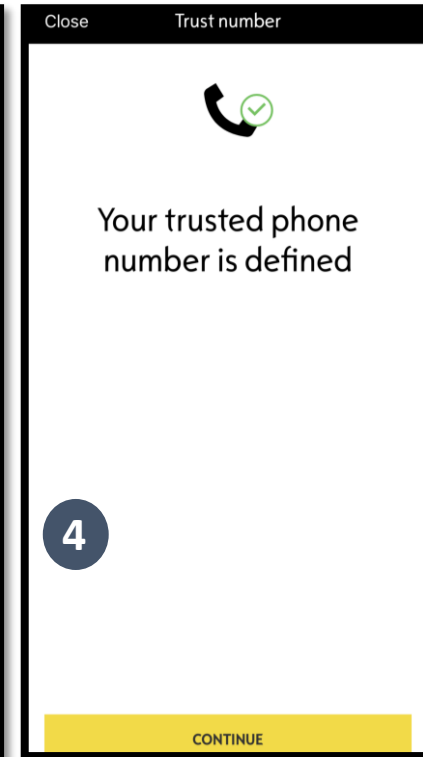 Close Trust number
Your trusted phone
number is defined
4
CONTINUE